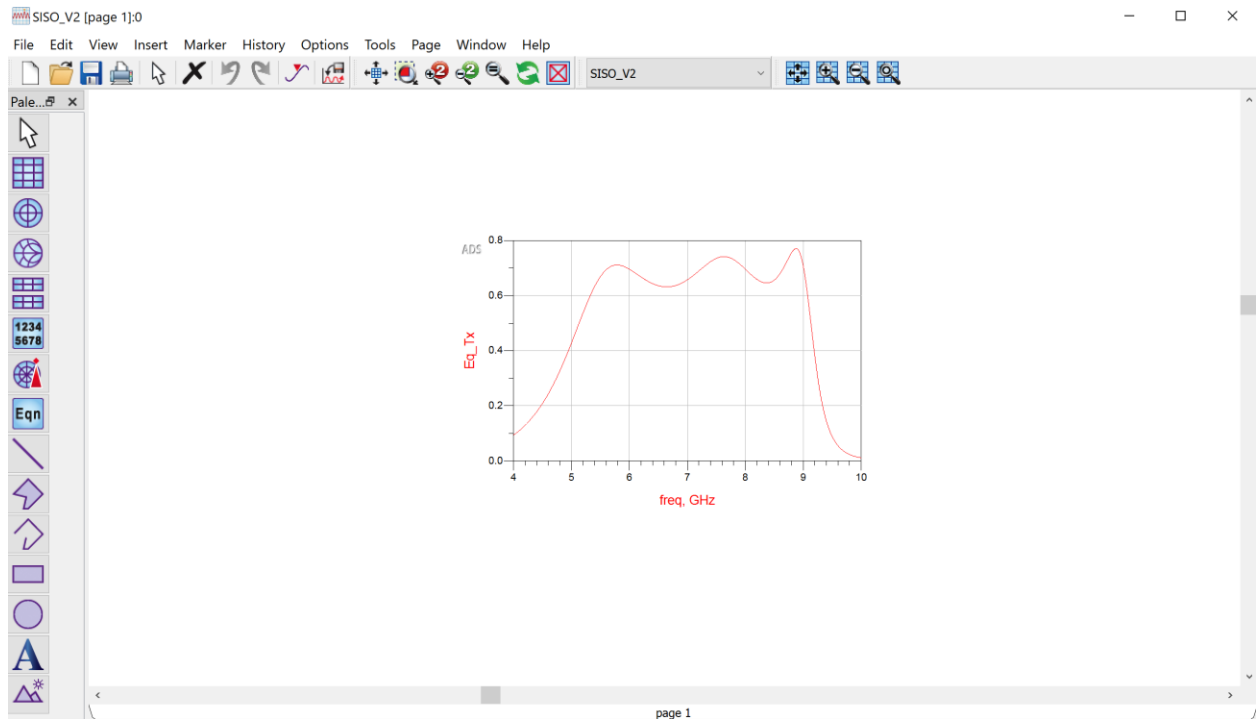 SISO_V2 [page 1]:0
File Edit View Insert Marker History Options Tools Page Window Help
+2 -2 SISO_V2
Pale...
1234
5678
Eqn
A
ADS
0.8
0.6
0.4
0.2
0.0
Eq_Tx
4 5 6 7 8 9 10
freq, GHz
page 1